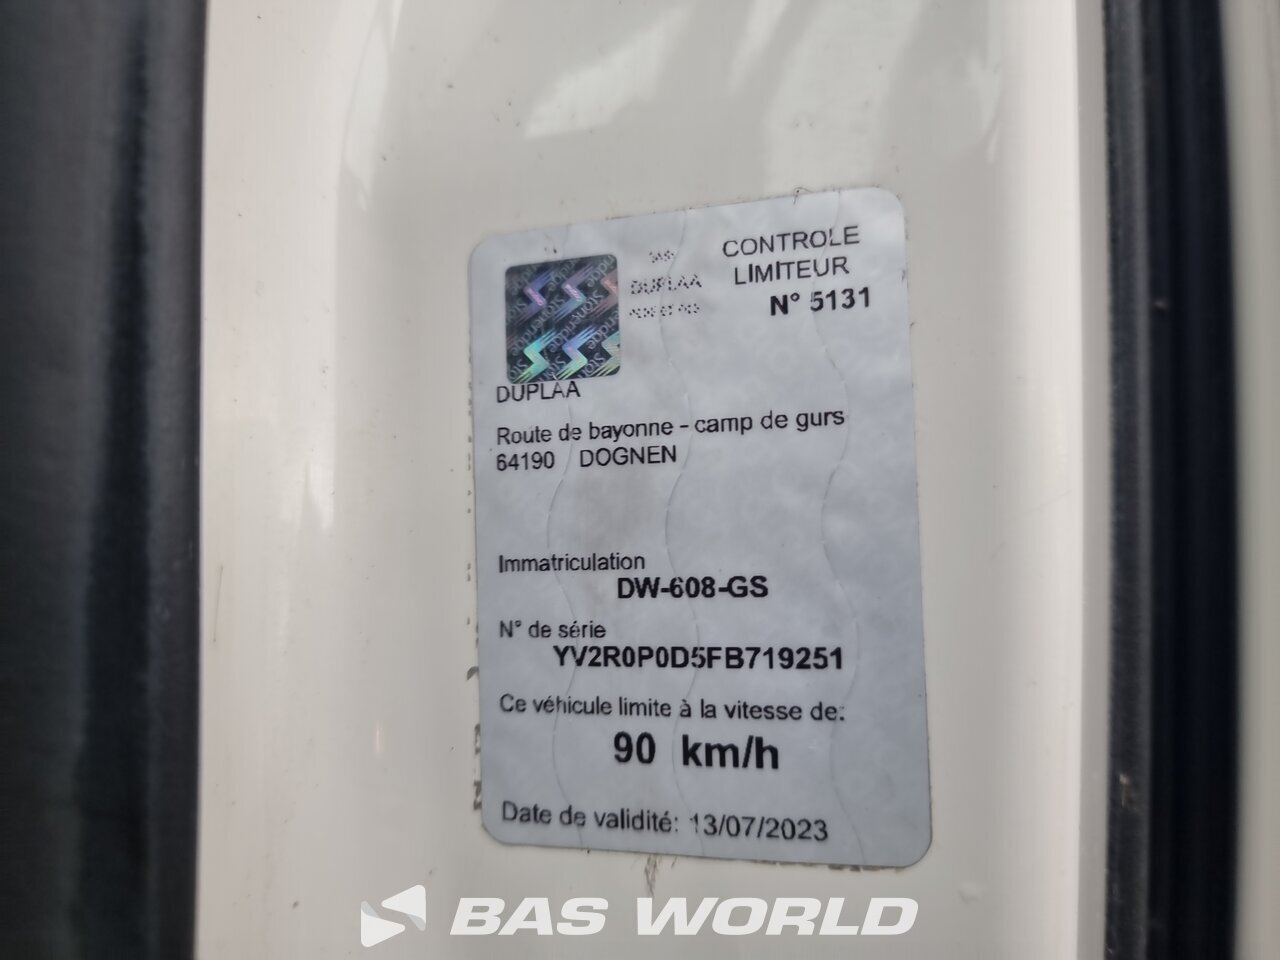 CONTROLE
LIMITEUR
N° 5131
DUPLAA
Stoneridge
DUPLAA
Route de bayonne - camp de gurs
64190 DOGNEN
Immatriculation
DW-608-GS
N° de série
YV2R0P0D5FB719251
Ce véhicule limite à la vitesse de:
90 km/h
Date de validité: 13/07/2023
BAS WORLD